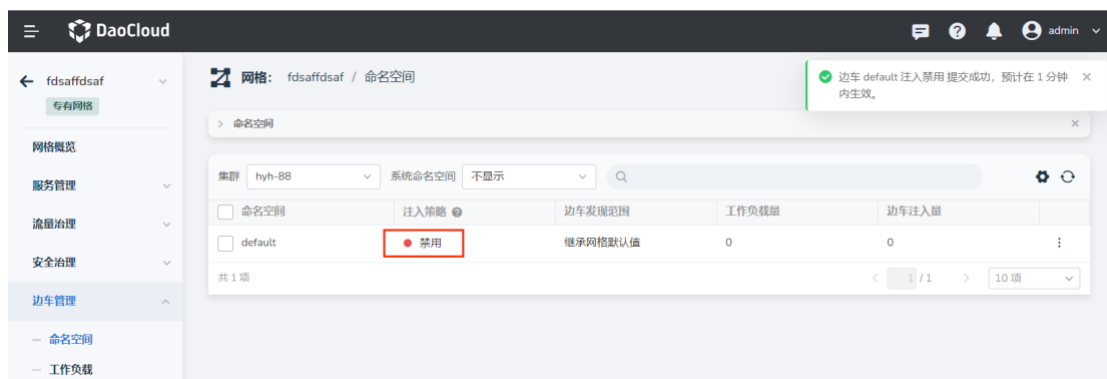 DaoCloud
admin
fdsaffdsaf
专有网格
网格: fdsaffdsaf / 命名空间
边车 default 注入禁用 提交成功, 预计在 1 分钟
内生效。
命名空间
网格概览
服务管理
流量治理
安全治理
边车管理
命名空间
工作负载
集群 hyh-88 系统命名空间 不显示
命名空间 注入策略 边车发现范围 工作负载量 边车注入量
default 禁用 继承网格默认值 0 0
共 1 项 1 / 1 10 项